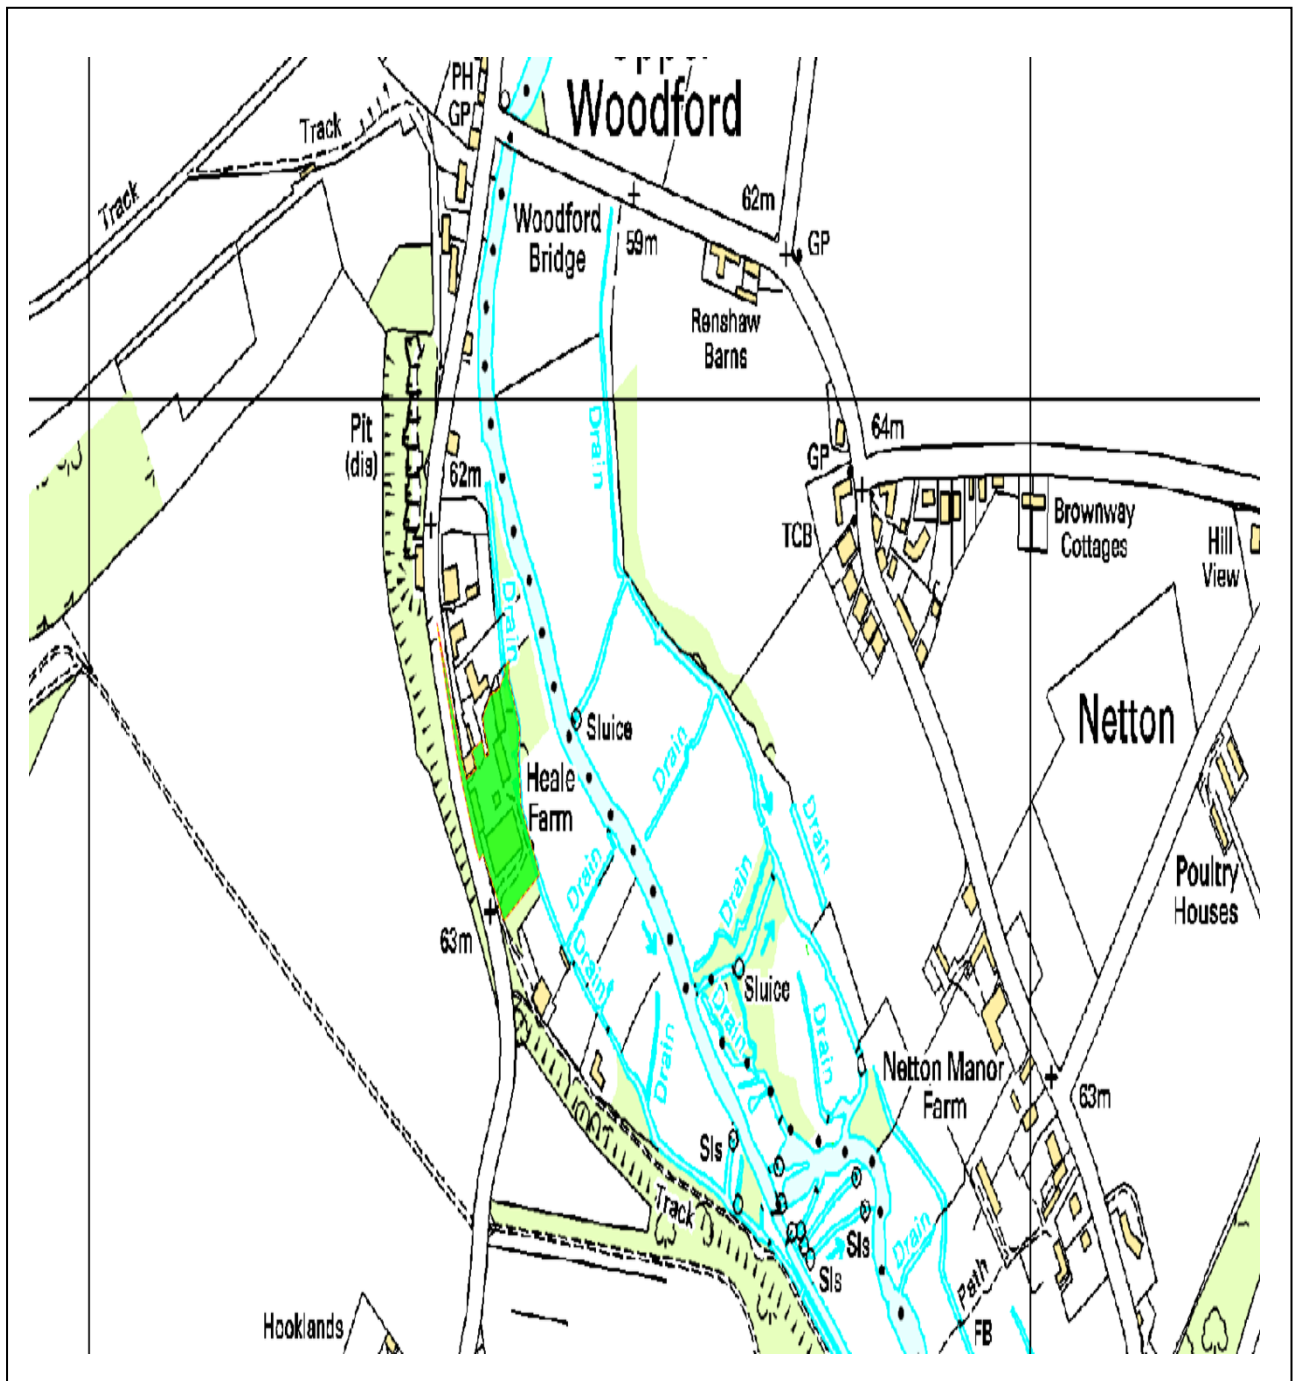 Upper
Woodford
PH
GP
Track
Track
62m
Woodford
Bridge
59m
GP
Renshaw
Barns
Drain
Pit
(dis)
64m
GP
62m
TCB
Brownway
Cottages
Hill
View
Drain
Netton
Sluice
Drain
Heale
Farm
Drain
Drain
Drain
Poultry
Houses
63m
Drain
Sluice
Drain
Drain
Drain
Netton Manor
Farm
63m
Sls
Track
Drain
Sls
Sls
Path
Hooklands
FB